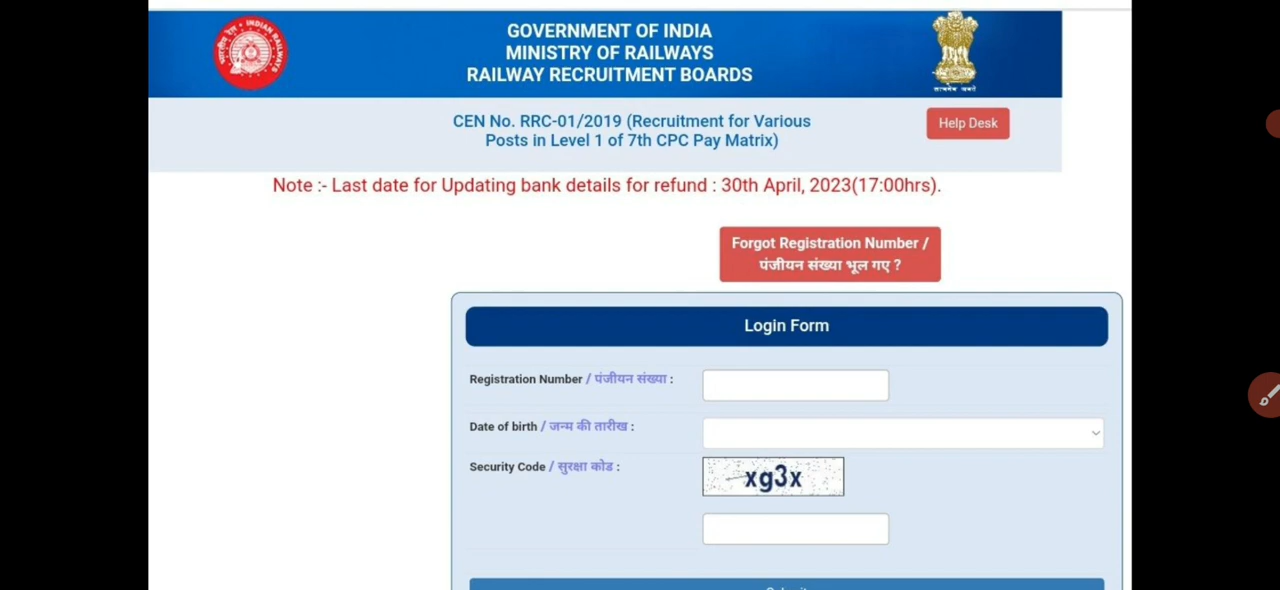 GOVERNMENT OF INDIA
MINISTRY OF RAILWAYS
RAILWAY RECRUITMENT BOARDS
सत्यमेव जयते
CEN No. RRC-01/2019 (Recruitment for Various
Posts in Level 1 of 7th CPC Pay Matrix)
Help Desk
Note :- Last date for Updating bank details for refund : 30th April, 2023(17:00hrs).
Forgot Registration Number /
पंजीयन संख्या भूल गए ?
Login Form
Registration Number / पंजीयन संख्या :
Date of birth / जन्म की तारीख :
Security Code / सुरक्षा कोड :
xg3x